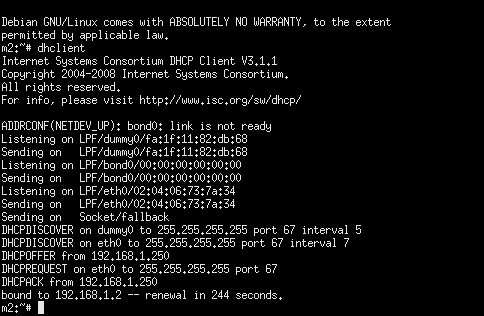 Debian GNU/Linux comes with ABSOLUTELY NO WARRANTY, to the extent
permitted by applicable law.
m2:~# dhclient
Internet Systems Consortium DHCP Client V3.1.1
Copyright 2004-2008 Internet Systems Consortium.
All rights reserved.
For info, please visit http://www.isc.org/sw/dhcp/
ADDRCONF(NETDEV_UP): bond0: link is not ready
Listening on LPF/dummy0/fa:1f:11:82:db:68
Sending on   LPF/dummy0/fa:1f:11:82:db:68
Listening on LPF/bond0/00:00:00:00:00:00
Sending on   LPF/bond0/00:00:00:00:00:00
Listening on LPF/eth0/02:04:06:73:7a:34
Sending on   LPF/eth0/02:04:06:73:7a:34
Sending on   Socket/fallback
DHCPDISCOVER on dummy0 to 255.255.255.255 port 67 interval 5
DHCPDISCOVER on eth0 to 255.255.255.255 port 67 interval 7
DHCPOFFER from 192.168.1.250
DHCPREQUEST on eth0 to 255.255.255.255 port 67
DHCPACK from 192.168.1.250
bound to 192.168.1.2 -- renewal in 244 seconds.
m2:~#